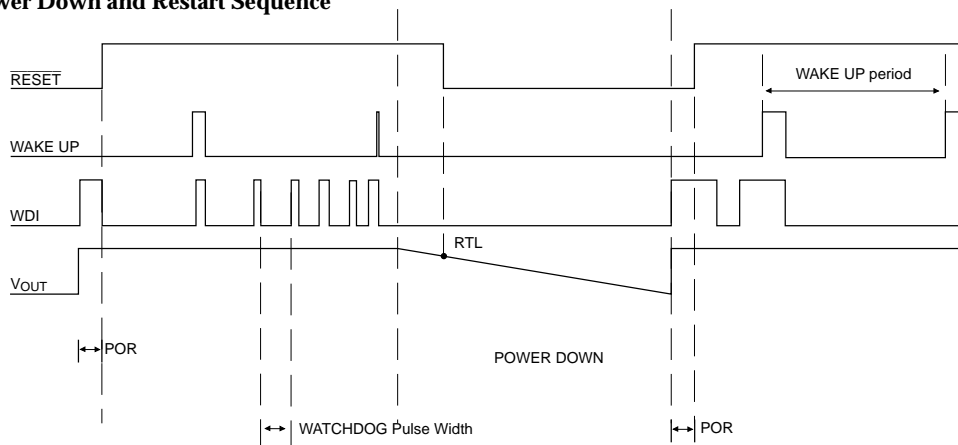 wer Down and Restart Sequence
RESET
WAKE UP period
WAKE UP
WDI
RTL
VOUT
POR
POWER DOWN
WATCHDOG Pulse Width
POR